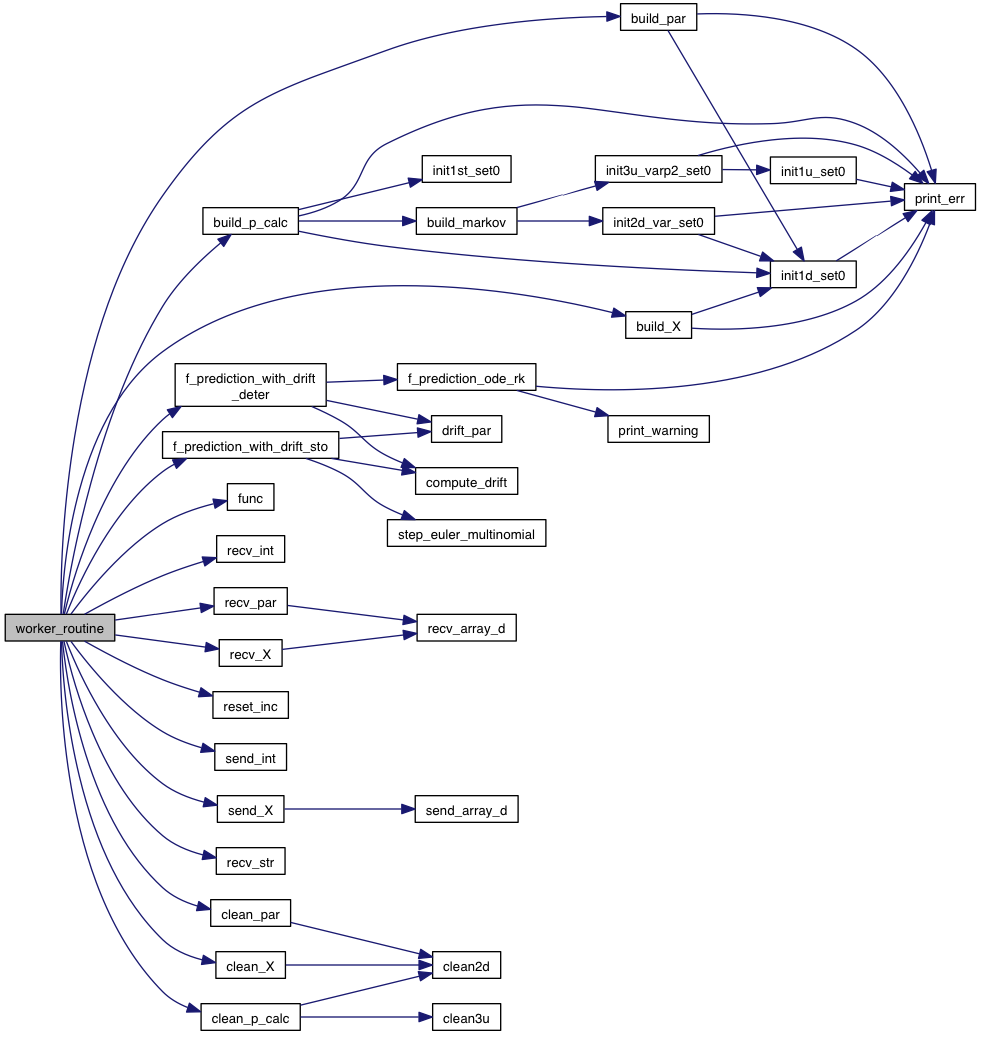 build_par
init1st_set0
init3u_varp2_set0
init1u_set0
print_err
build_p_calc
build_markov
init2d_var_set0
init1d_set0
build_X
f_prediction_with_drift
_deter
f_prediction_ode_rk
drift_par
print_warning
f_prediction_with_drift_sto
compute_drift
func
step_euler_multinomial
recv_int
recv_par
worker_routine
recv_array_d
recv_X
reset_inc
send_int
send_X
send_array_d
recv_str
clean_par
clean_X
clean2d
clean_p_calc
clean3u